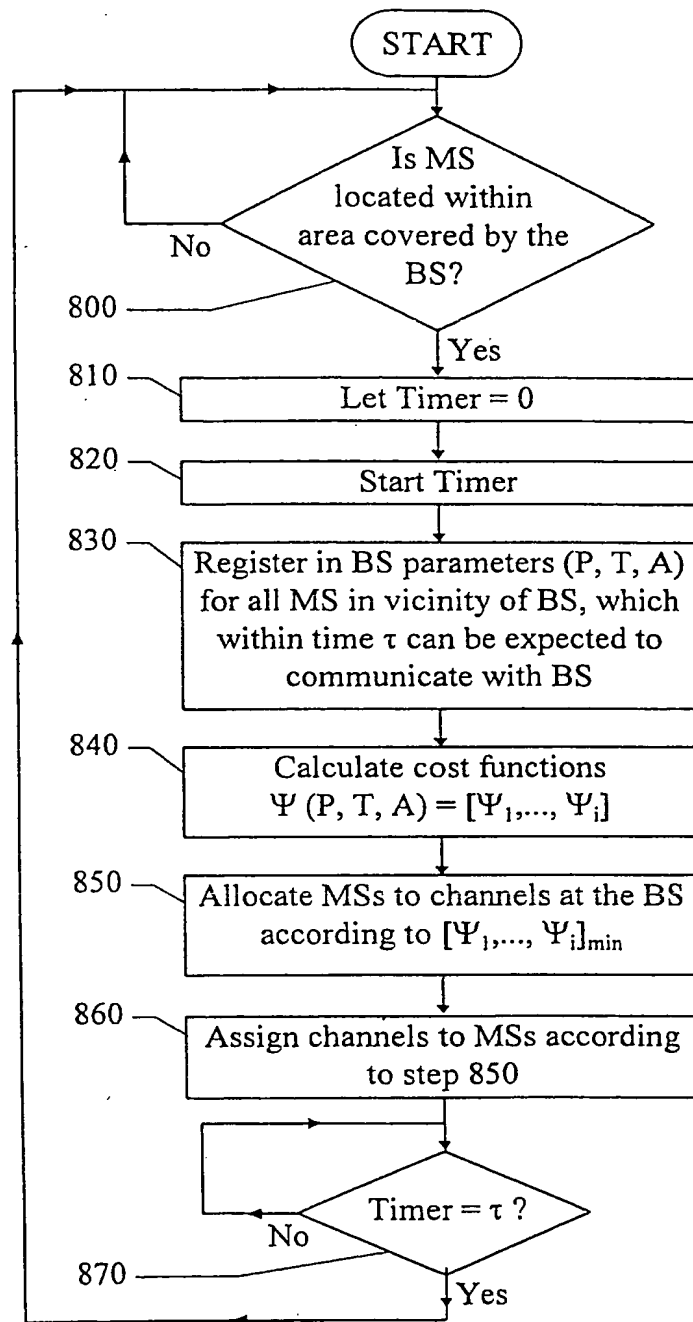 START
Is MS
located within
area covered by the
BS?
No
800
Yes
810
Let Timer = 0
820
Start Timer
830
Register in BS parameters (P, T, A)
for all MS in vicinity of BS, which
within time τ can be expected to
communicate with BS
840
Calculate cost functions
Ψ (P, T, A) = [Ψ₁,..., Ψᵢ]
850
Allocate MSs to channels at the BS
according to [Ψ₁,..., Ψᵢ]min
860
Assign channels to MSs according
to step 850
Timer = τ ?
No
870
Yes